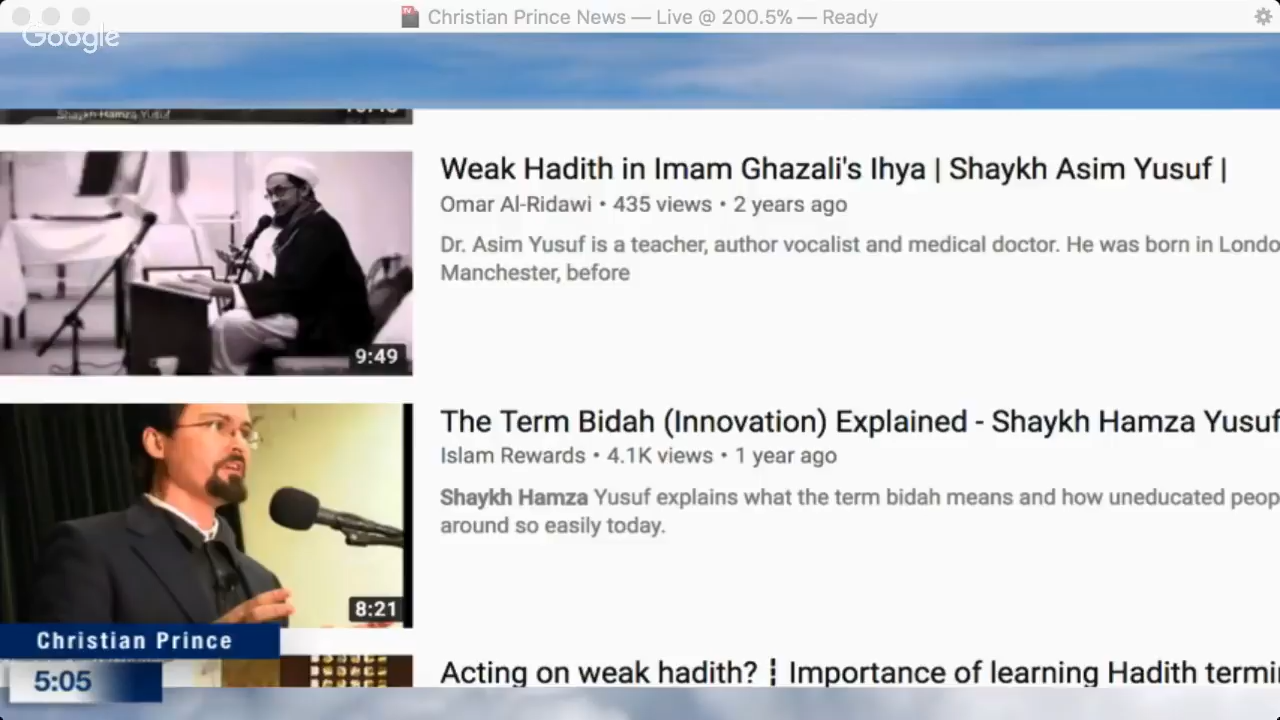 Christian Prince News — Live @ 200.5% — Ready
Google
Shaykh Hamza Yusuf
Weak Hadith in Imam Ghazali's Ihya | Shaykh Asim Yusuf |
Omar Al-Ridawi • 435 views • 2 years ago
Dr. Asim Yusuf is a teacher, author vocalist and medical doctor. He was born in Londo
Manchester, before
9:49
The Term Bidah (Innovation) Explained - Shaykh Hamza Yusuf
Islam Rewards • 4.1K views • 1 year ago
Shaykh Hamza Yusuf explains what the term bidah means and how uneducated peop
around so easily today.
8:21
Christian Prince
5:05
Acting on weak hadith? ┇ Importance of learning Hadith termi